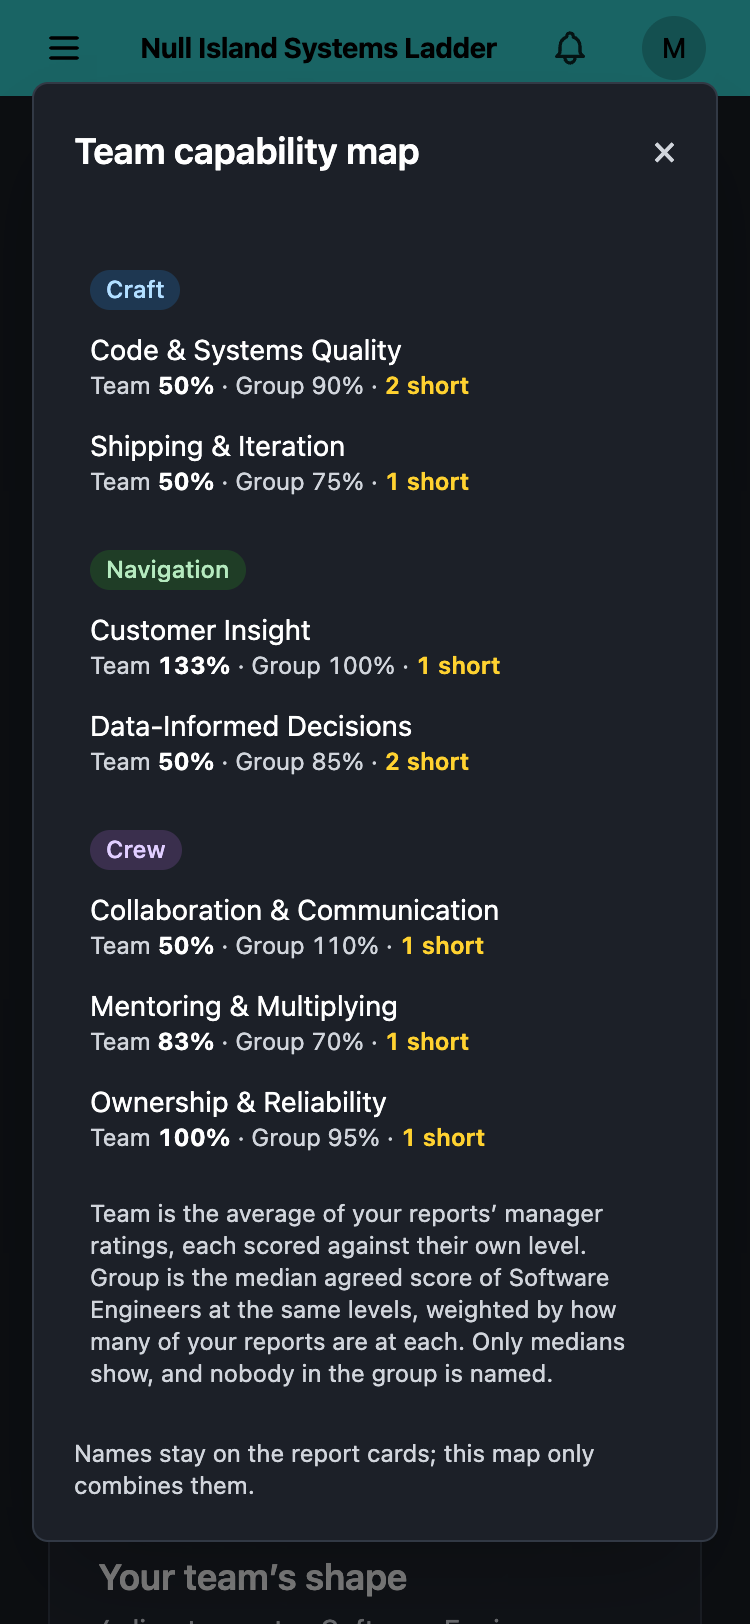 Null Island Systems Ladder
M
Team capability map
Craft
Code & Systems Quality
Team 50% · Group 90% · 2 short
Shipping & Iteration
Team 50% · Group 75% · 1 short
Navigation
Customer Insight
Team 133% · Group 100% · 1 short
Data-Informed Decisions
Team 50% · Group 85% · 2 short
Crew
Collaboration & Communication
Team 50% · Group 110% · 1 short
Mentoring & Multiplying
Team 83% · Group 70% · 1 short
Ownership & Reliability
Team 100% · Group 95% · 1 short
Team is the average of your reports’ manager
ratings, each scored against their own level.
Group is the median agreed score of Software
Engineers at the same levels, weighted by how
many of your reports are at each. Only medians
show, and nobody in the group is named.
Names stay on the report cards; this map only
combines them.
Your team’s shape